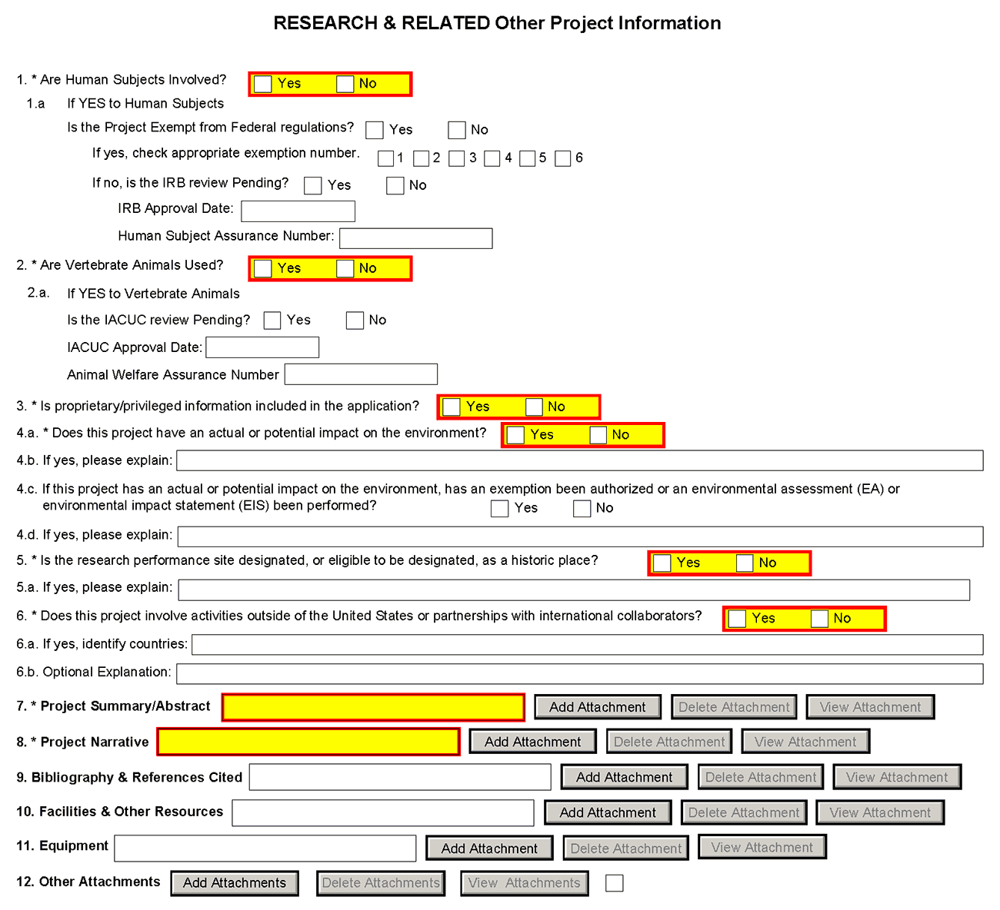 RESEARCH & RELATED Other Project Information
1. * Are Human Subjects Involved? Yes No
1.a If YES to Human Subjects
Is the Project Exempt from Federal regulations? Yes No
If yes, check appropriate exemption number. 1 2 3 4 5 6
If no, is the IRB review Pending? Yes No
IRB Approval Date:
Human Subject Assurance Number:
2. * Are Vertebrate Animals Used? Yes No
2.a. If YES to Vertebrate Animals
Is the IACUC review Pending? Yes No
IACUC Approval Date:
Animal Welfare Assurance Number
3. * Is proprietary/privileged information included in the application? Yes No
4.a. * Does this project have an actual or potential impact on the environment? Yes No
4.b. If yes, please explain:
4.c. If this project has an actual or potential impact on the environment, has an exemption been authorized or an environmental assessment (EA) or
environmental impact statement (EIS) been performed? Yes No
4.d. If yes, please explain:
5. * Is the research performance site designated, or eligible to be designated, as a historic place? Yes No
5.a. If yes, please explain:
6. * Does this project involve activities outside of the United States or partnerships with international collaborators? Yes No
6.a. If yes, identify countries:
6.b. Optional Explanation:
7. * Project Summary/Abstract Add Attachment Delete Attachment View Attachment
8. * Project Narrative Add Attachment Delete Attachment View Attachment
9. Bibliography & References Cited Add Attachment Delete Attachment View Attachment
10. Facilities & Other Resources Add Attachment Delete Attachment View Attachment
11. Equipment Add Attachment Delete Attachment View Attachment
12. Other Attachments Add Attachments Delete Attachments View Attachments